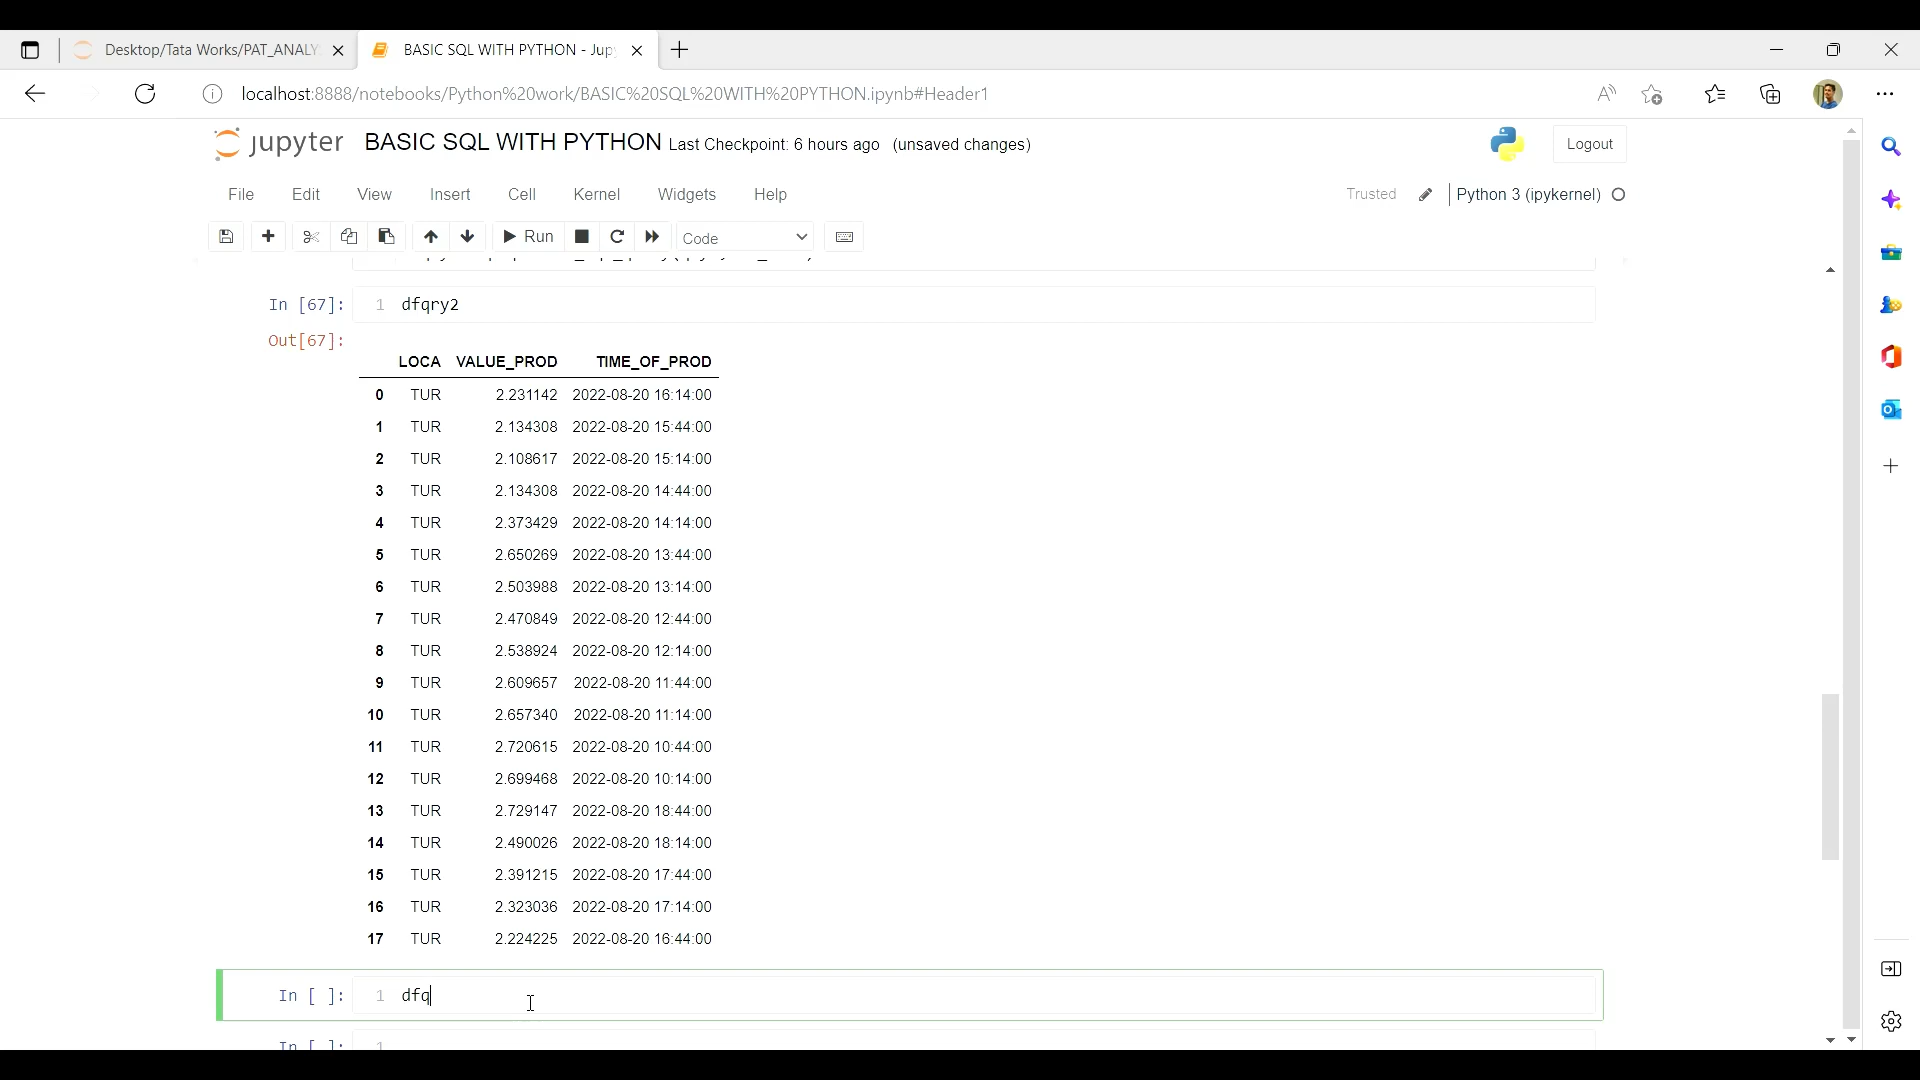 Desktop/Tata Works/PAT_ANALY
BASIC SQL WITH PYTHON - Jup
localhost:8888/notebooks/Python%20work/BASIC%20SQL%20WITH%20PYTHON.ipynb#Header1
jupyter BASIC SQL WITH PYTHON Last Checkpoint: 6 hours ago (unsaved changes)
Logout
File Edit View Insert Cell Kernel Widgets Help
Trusted Python 3 (ipykernel)
Run Code
In [67]: 1 dfqry2
Out[67]:
LOCA VALUE_PROD TIME_OF_PROD
0 TUR 2.231142 2022-08-20 16:14:00
1 TUR 2.134308 2022-08-20 15:44:00
2 TUR 2.108617 2022-08-20 15:14:00
3 TUR 2.134308 2022-08-20 14:44:00
4 TUR 2.373429 2022-08-20 14:14:00
5 TUR 2.650269 2022-08-20 13:44:00
6 TUR 2.503988 2022-08-20 13:14:00
7 TUR 2.470849 2022-08-20 12:44:00
8 TUR 2.538924 2022-08-20 12:14:00
9 TUR 2.609657 2022-08-20 11:44:00
10 TUR 2.657340 2022-08-20 11:14:00
11 TUR 2.720615 2022-08-20 10:44:00
12 TUR 2.699468 2022-08-20 10:14:00
13 TUR 2.729147 2022-08-20 18:44:00
14 TUR 2.490026 2022-08-20 18:14:00
15 TUR 2.391215 2022-08-20 17:44:00
16 TUR 2.323036 2022-08-20 17:14:00
17 TUR 2.224225 2022-08-20 16:44:00
In [ ]: 1 dfq
In [ ]: 1